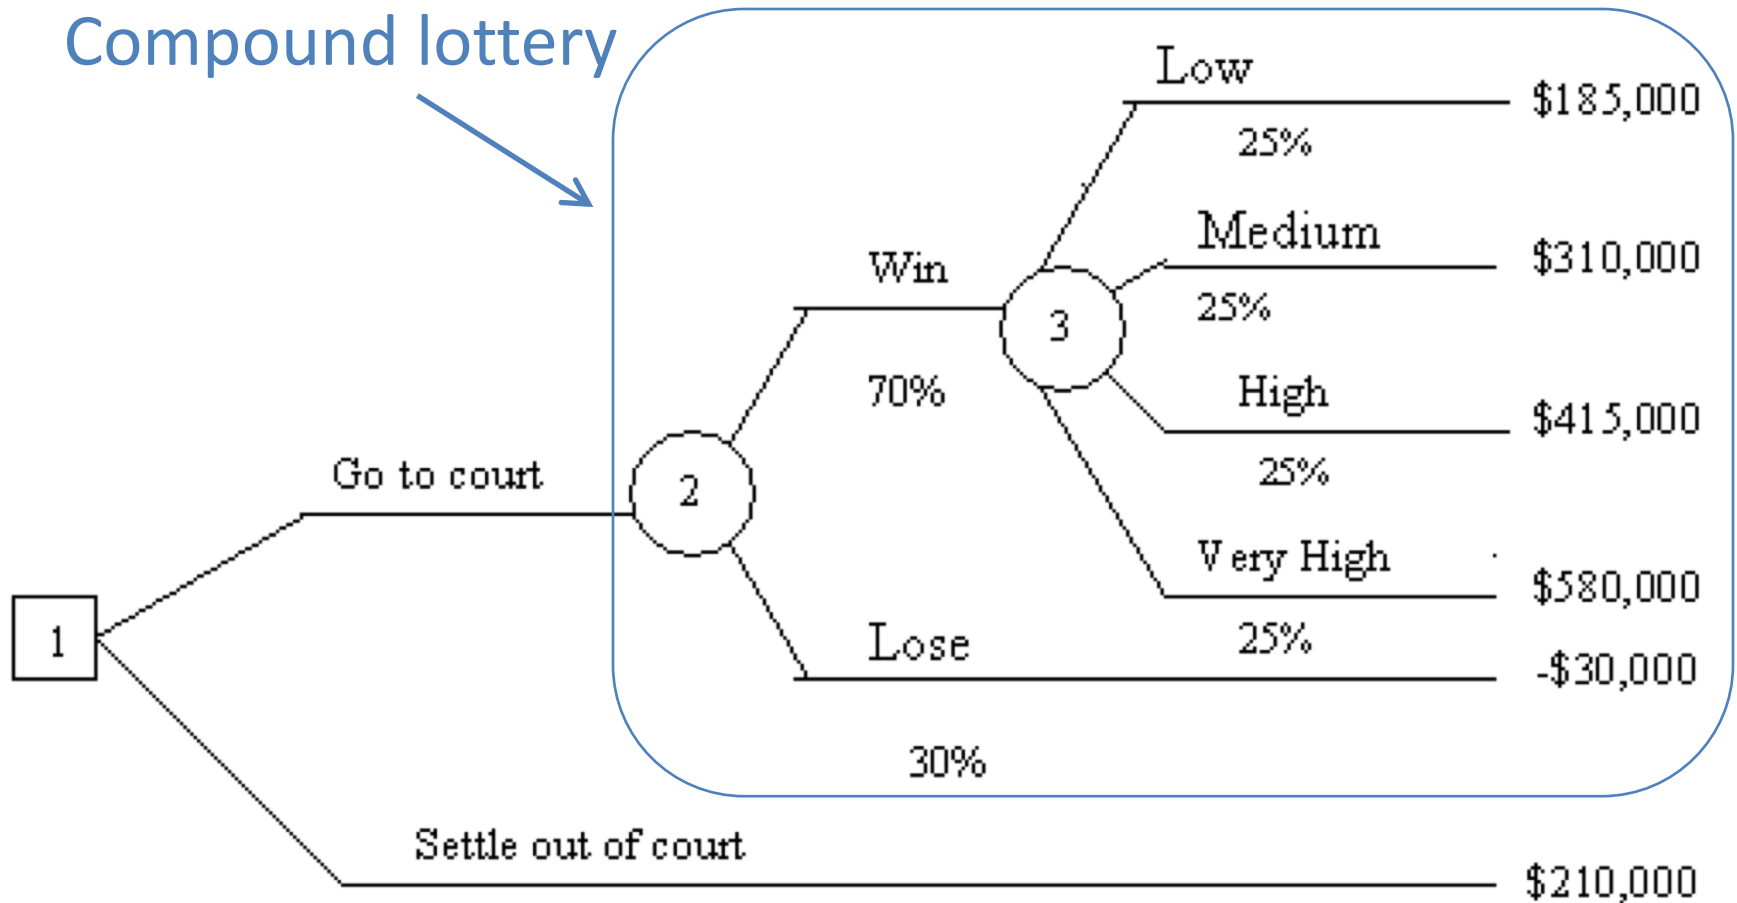 Compound lottery
Low
$185,000
25%
Medium
$310,000
Win
25%
3
70%
High
$415,000
25%
Go to court
2
Very High
$580,000
25%
1
Lose
-$30,000
30%
Settle out of court
$210,000